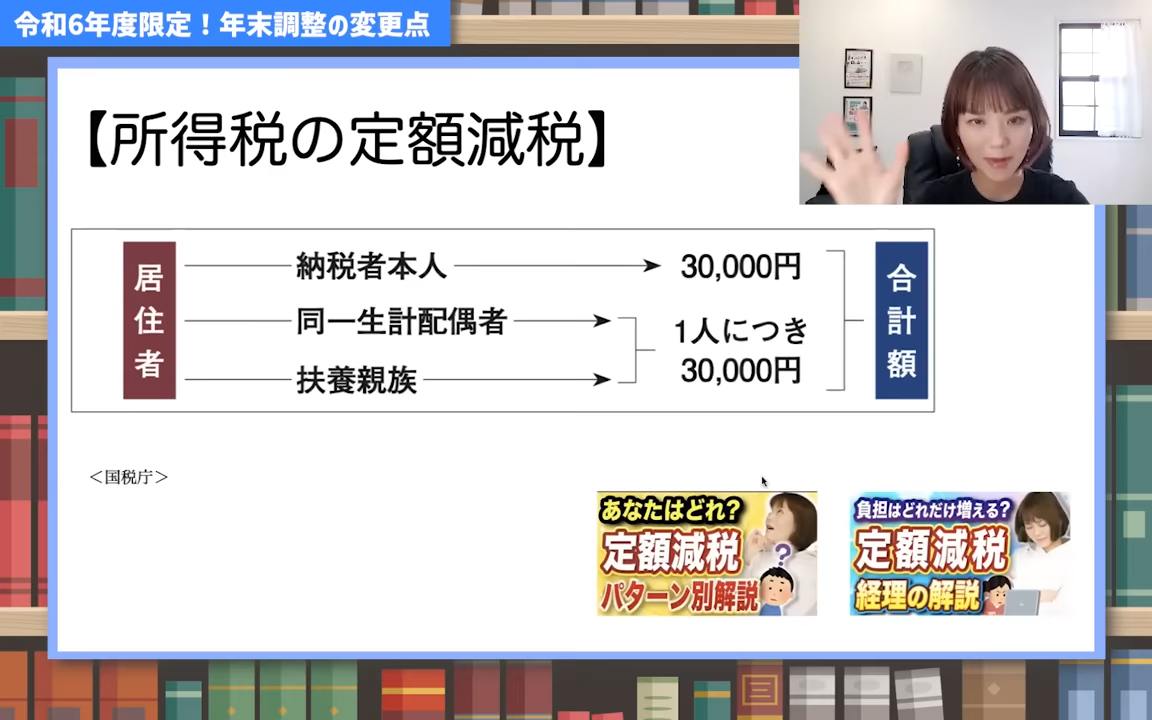 令和6年度限定！年末調整の変更点
【所得税の定額減税】
居住者
納税者本人
30,000円
同一生計配偶者
扶養親族
1人につき
30,000円
合計額
＜国税庁＞
あなたはどれ?
定額減税
?
パターン別解説
負担はどれだけ増える?
定額減税
経理の解説